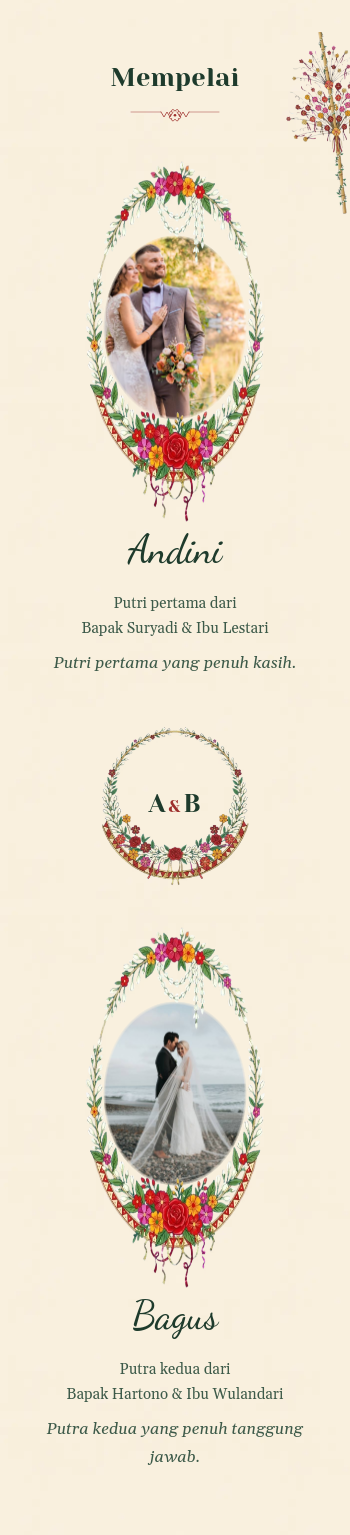 Mempelai
Andini
Putri pertama dari
Bapak Suryadi & Ibu Lestari
Putri pertama yang penuh kasih.
A & B
Bagus
Putra kedua dari
Bapak Hartono & Ibu Wulandari
Putra kedua yang penuh tanggung
jawab.